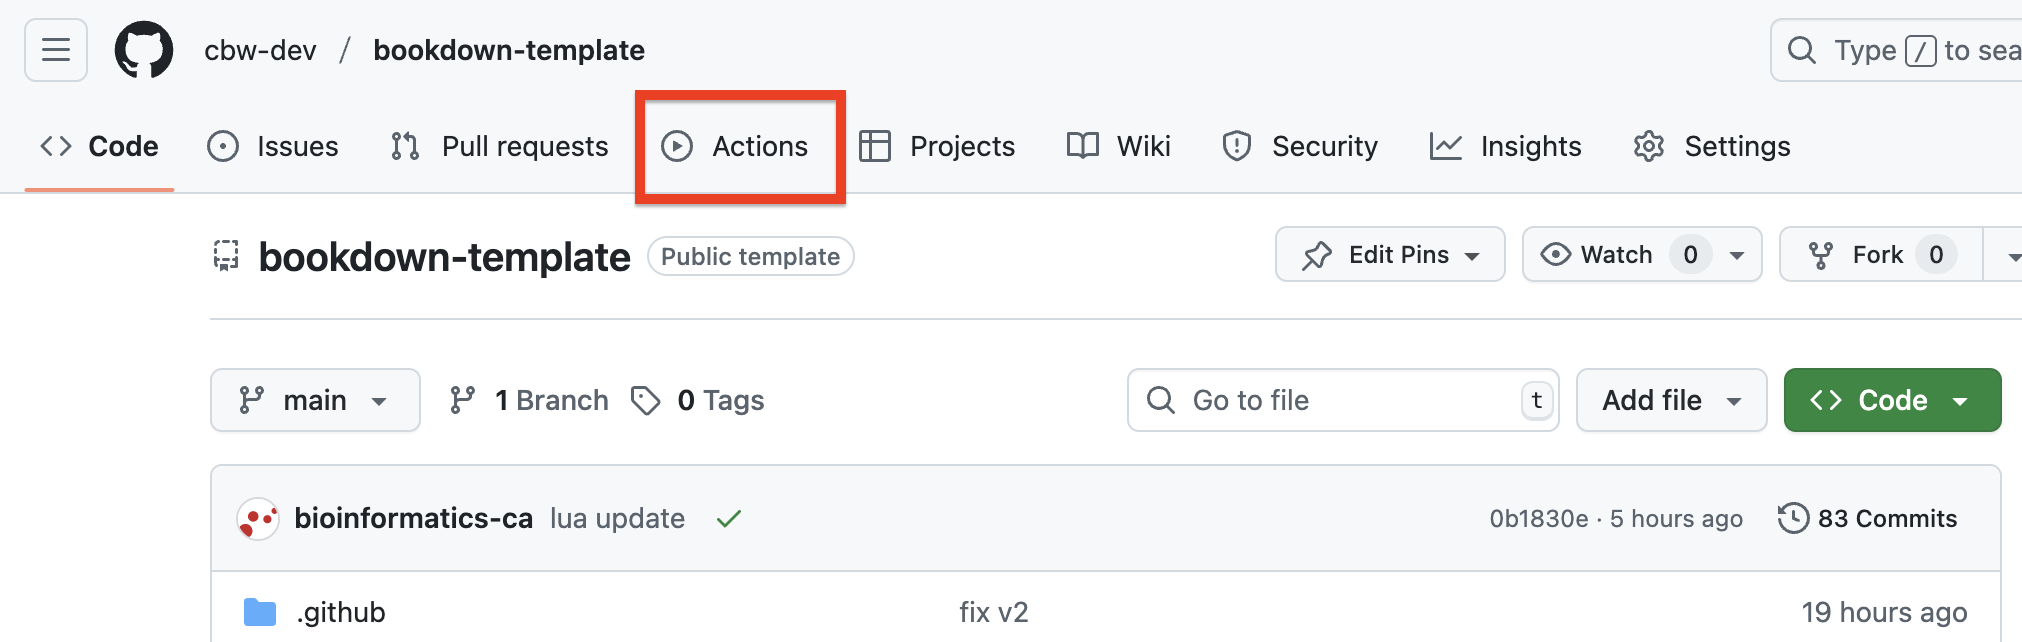 cbw-dev / bookdown-template
Type / to sea
Code Issues Pull requests Actions Projects Wiki Security Insights Settings
bookdown-template Public template
Edit Pins Watch 0 Fork 0
main 1 Branch 0 Tags
Go to file t Add file Code
bioinformatics-ca lua update 0b1830e · 5 hours ago 83 Commits
.github fix v2 19 hours ago